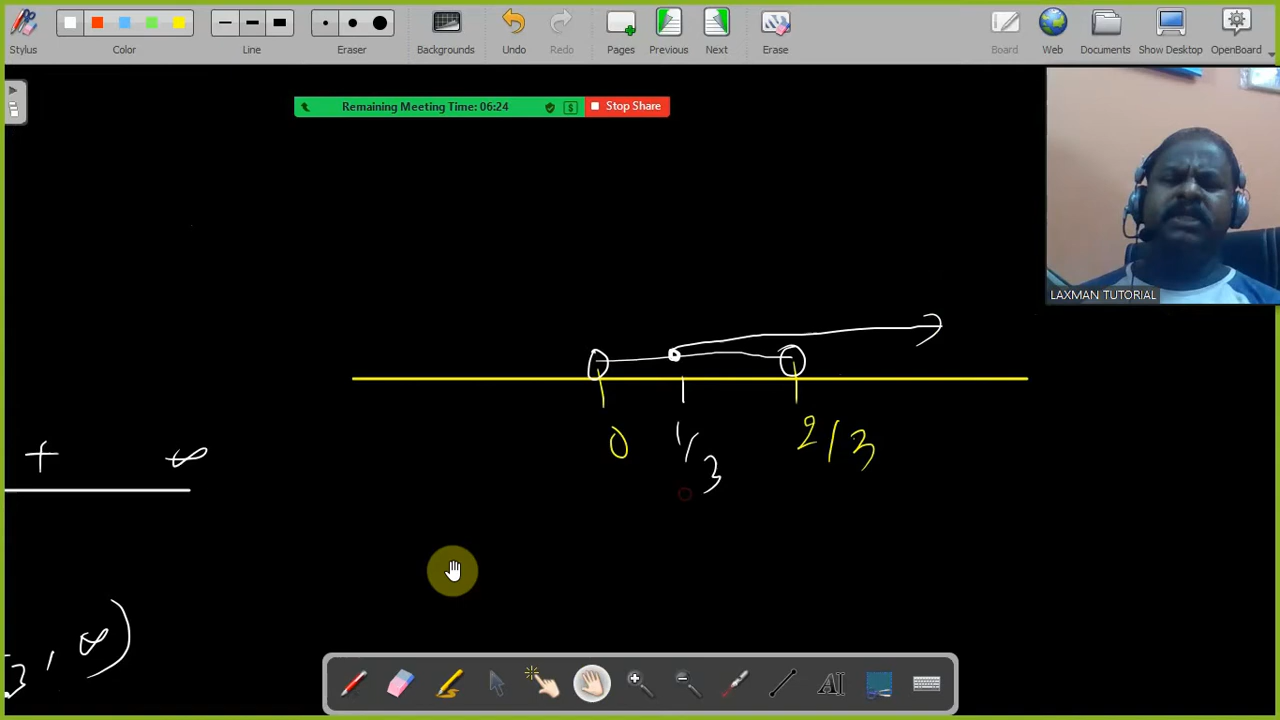 Stylus Color Line Eraser Backgrounds Undo Redo Pages Previous Next Erase Board Web Documents Show Desktop OpenBoard
Remaining Meeting Time: 06:24 Stop Share
LAXMAN TUTORIAL
0 1/3 2/3
+ ∞
, ∞)